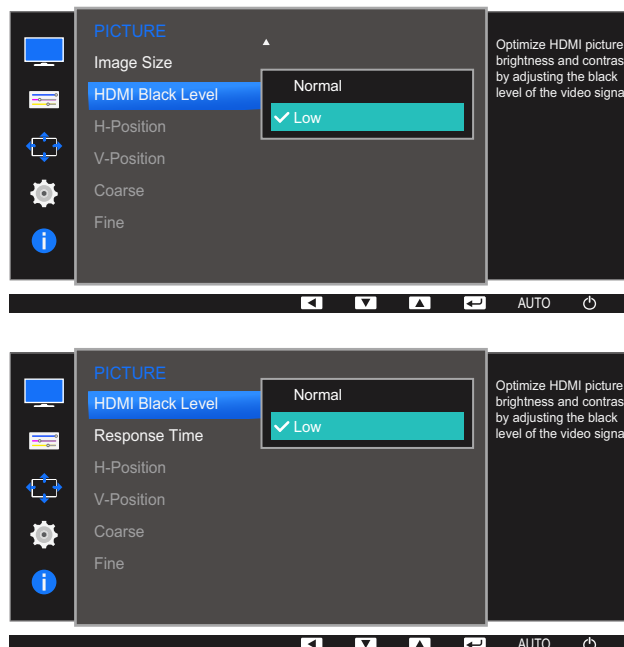 PICTURE
Image Size
HDMI Black Level
H-Position
V-Position
Coarse
Fine
Normal
Low
Optimize HDMI picture
brightness and contras
by adjusting the black
level of the video signa
AUTO
PICTURE
HDMI Black Level
Response Time
H-Position
V-Position
Coarse
Fine
Normal
Low
Optimize HDMI picture
brightness and contras
by adjusting the black
level of the video signa
AUTO